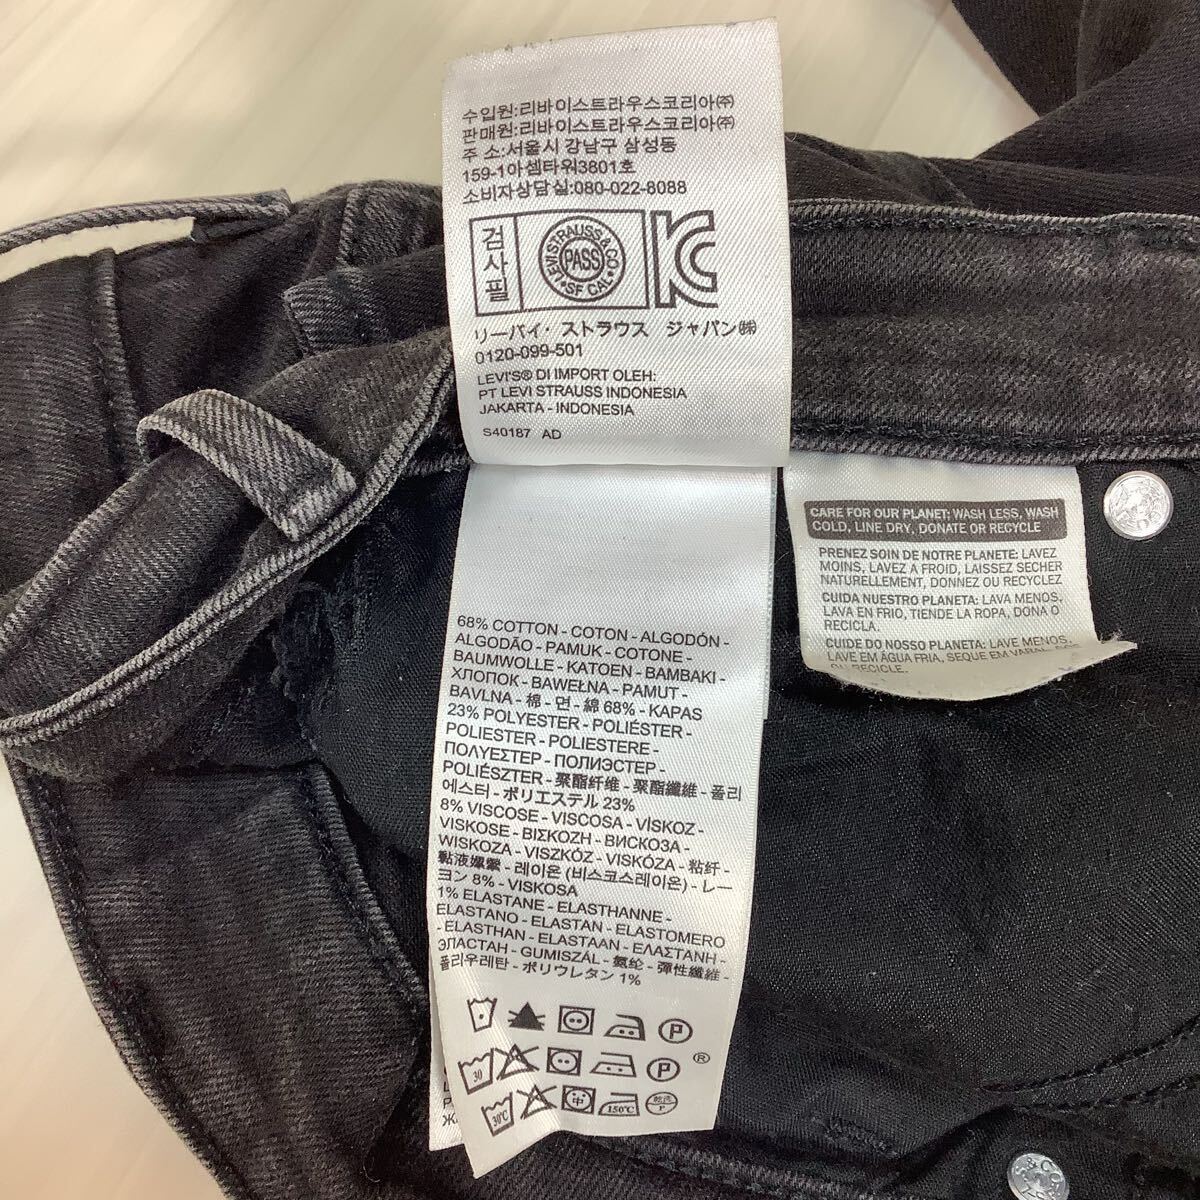 수입원:리바이스트라우스코리아㈜
판매원:리바이스트라우스코리아㈜
주 소:서울시 강남구 삼성동
159-1아셈타워3801호
소비자상담실:080-022-8088
검사필
LEVI STRAUSS & CO
PASS
SF CAL
リーバイ・ストラウス ジャパン㈱
0120-099-501
LEVI'S® DI IMPORT OLEH:
PT LEVI STRAUSS INDONESIA
JAKARTA - INDONESIA
S40187 AD
CARE FOR OUR PLANET: WASH LESS, WASH
COLD, LINE DRY, DONATE OR RECYCLE
PRENEZ SOIN DE NOTRE PLANETE: LAVEZ
MOINS, LAVEZ A FROID, LAISSEZ SECHER
NATURELLEMENT, DONNEZ OU RECYCLEZ
CUIDA NUESTRO PLANETA: LAVA MENOS,
LAVA EN FRIO, TIENDE LA ROPA, DONA O
RECICLA.
CUIDE DO NOSSO PLANETA: LAVE MENOS,
LAVE EM ÁGUA FRIA, SEQUE EM VARAL, DOE
OU RECICLE.
68% COTTON - COTON - ALGODÓN -
ALGODÃO - PAMUK - COTONE -
BAUMWOLLE - KATOEN - BAMBAKI -
ХЛОПОК - BAWEŁNA - PAMUT -
BAVLNA - 棉 - 면 - 綿 68% - KAPAS
23% POLYESTER - POLIÉSTER -
POLIESTER - POLIESTERE -
ΠΟΛΥΕΣΤΕΡ - ПОЛИЭСТЕР -
POLIÉSZTER - 聚酯纤维 - 聚酯纖維 - 폴리
에스터 - ポリエステル 23%
8% VISCOSE - VISCOSA - VİSKOZ -
VISKOSE - ΒΙΣΚΟΖΗ - ВИСКОЗА -
WISKOZA - VISZKÓZ - VISKÓZA - 粘纤 -
黏液嫘縈 - 레이온 (비스코스레이온) - レー
ヨン 8% - VISKOSA
1% ELASTANE - ELASTHANNE -
ELASTANO - ELASTAN - ELASTOMERO
- ELASTHAN - ELASTAAN - ΕΛΑΣΤΑΝΗ -
ЭЛАСТАН - GUMISZÁL - 氨纶 - 彈性纖維 -
폴리우레탄 - ポリウレタン 1%
P
30 P ®
30℃ 中 150℃ 乾洗 P